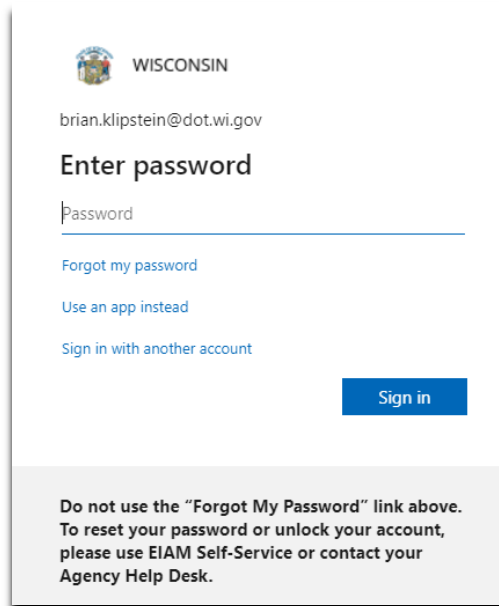 WISCONSIN
brian.klipstein@dot.wi.gov
Enter password
Password
Forgot my password
Use an app instead
Sign in with another account
Sign in
Do not use the “Forgot My Password” link above.
To reset your password or unlock your account,
please use EIAM Self-Service or contact your
Agency Help Desk.